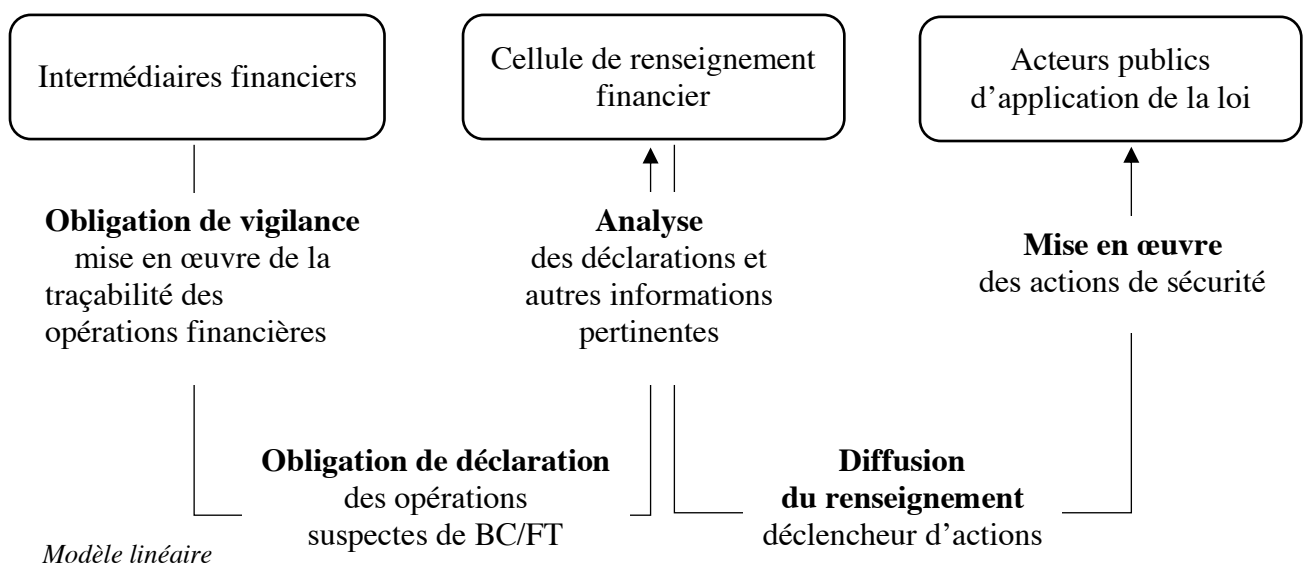 Intermédiaires financiers
Cellule de renseignement
financier
Acteurs publics
d’application de la loi
Obligation de vigilance
mise en œuvre de la
traçabilité des
opérations financières
Analyse
des déclarations et
autres informations
pertinentes
Mise en œuvre
des actions de sécurité
Obligation de déclaration
des opérations
suspectes de BC/FT
Diffusion
du renseignement
déclencheur d’actions
Modèle linéaire